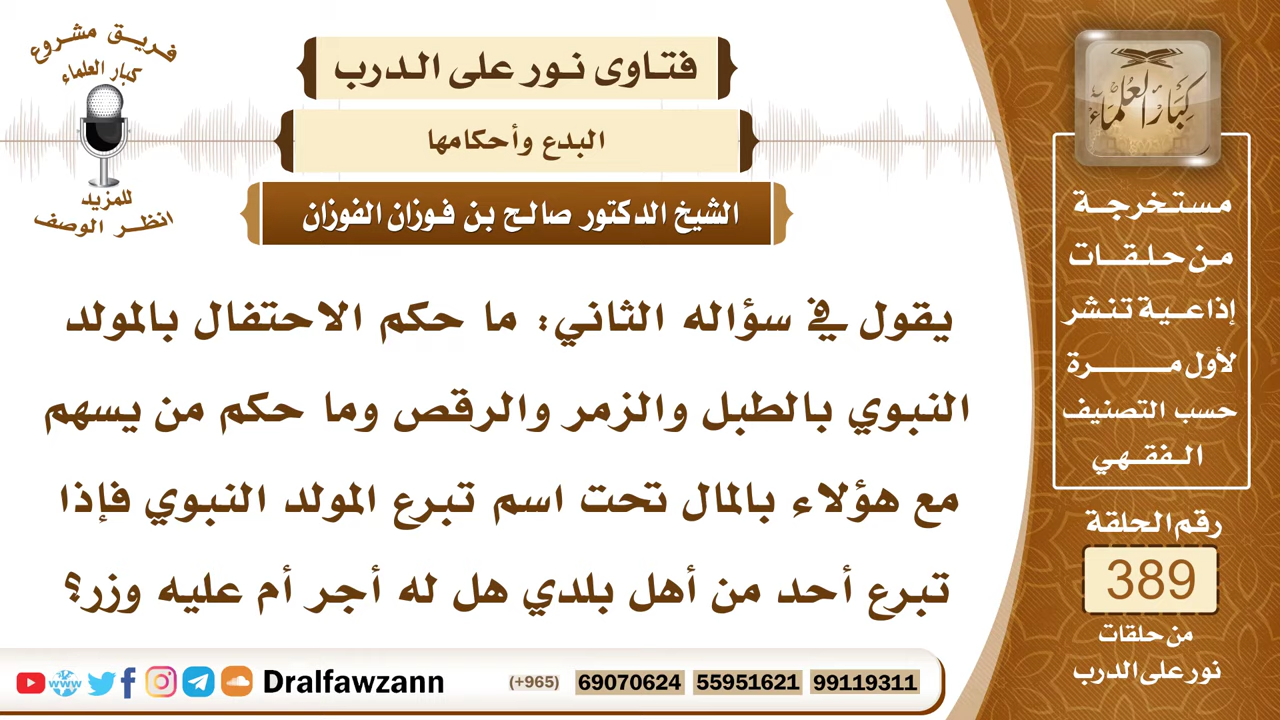 فريق مشروع
كبار العلماء
للمزيد
انظر الوصف
فتاوى نور على الدرب
البدع وأحكامها
الشيخ الدكتور صالح بن فوزان الفوزان
يقول في سؤاله الثاني: ما حكم الاحتفال بالمولد
النبوي بالطبل والزمر والرقص وما حكم من يسهم
مع هؤلاء بالمال تحت اسم تبرع المولد النبوي فإذا
تبرع أحد من أهل بلدي هل له أجر أم عليه وزر؟
كبار العلماء
مستخرجة
من حلقات
إذاعية تنشر
لأول مرة
حسب التصنيف
الفقهي
رقم الحلقة
389
من حلقات
نور على الدرب
www Dralfawzann (+965) 69070624 55951621 99119311